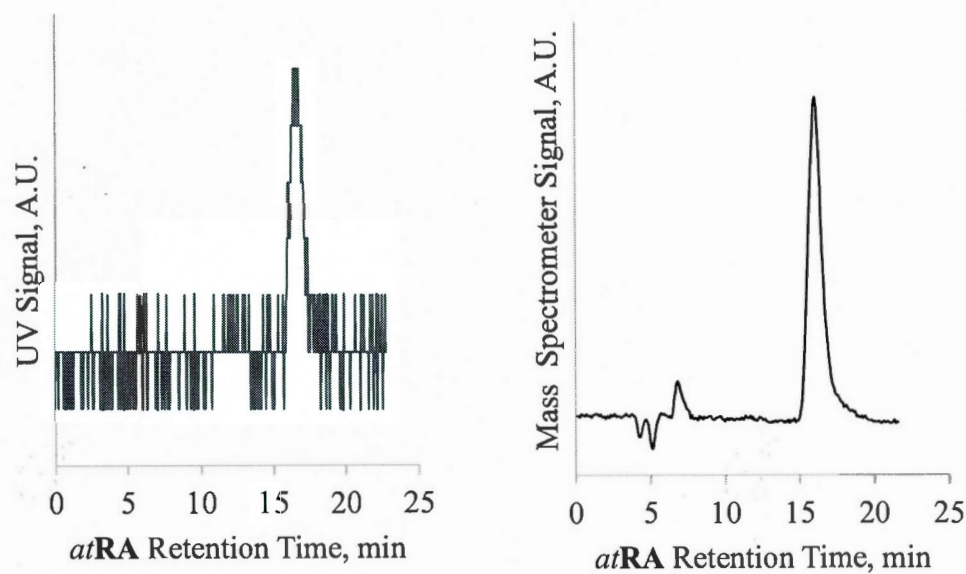 UV Signal, A.U.
0 5 10 15 20 25
atRA Retention Time, min
Mass Spectrometer Signal, A.U.
0 5 10 15 20 25
atRA Retention Time, min